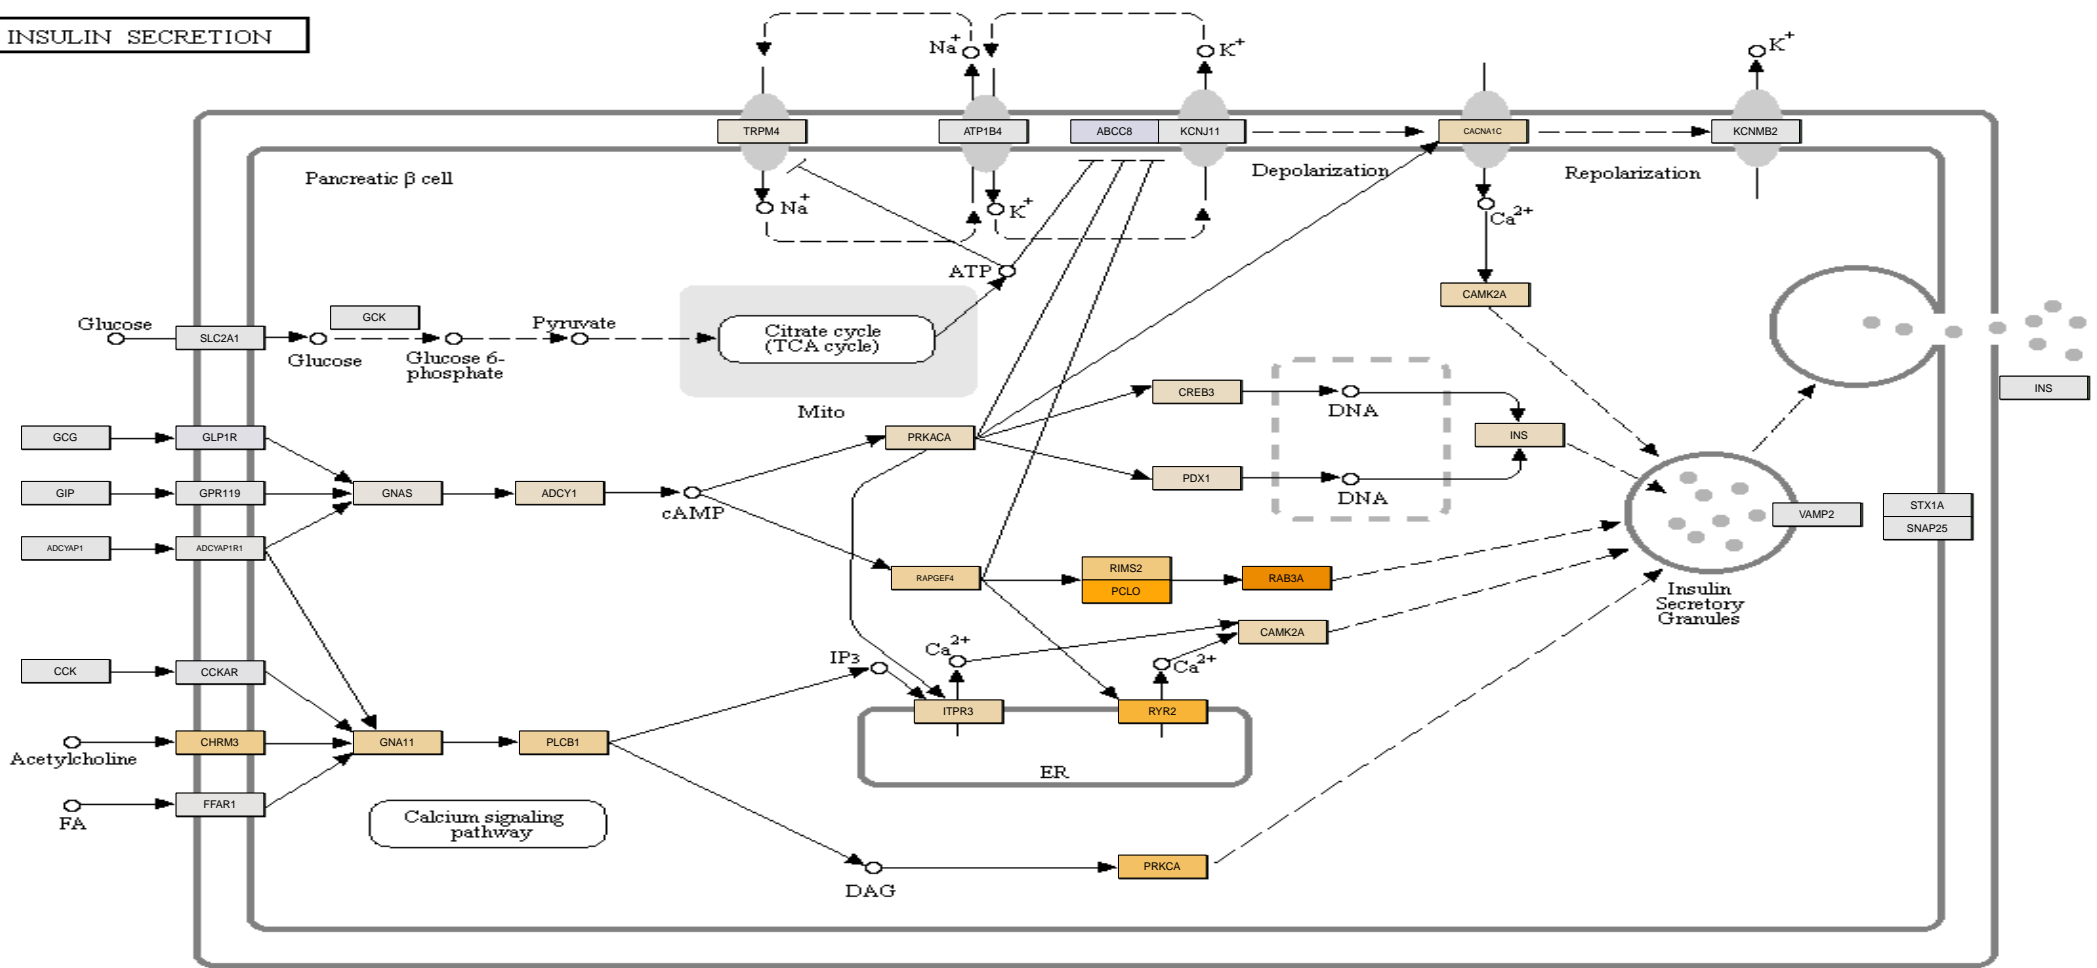 INSULIN SECRETION
Na+
K+
K+
TRPM4
ATP1B4
ABCC8
KCNJ11
CACNA1C
KCNMB2
Pancreatic β cell
Depolarization
Repolarization
Na+
K+
Ca2+
ATP
CAMK2A
Glucose
SLC2A1
GCK
Glucose
Glucose 6-
phosphate
Pyruvate
Citrate cycle
(TCA cycle)
Mito
INS
CREB3
DNA
GCG
GLP1R
PRKACA
INS
PDX1
DNA
GIP
GPR119
GNAS
ADCY1
cAMP
VAMP2
STX1A
SNAP25
ADCYAP1
ADCYAP1R1
RAPGEF4
RIMS2
PCLO
RAB3A
Insulin
Secretory
Granules
CAMK2A
IP3
Ca2+
Ca2+
CCK
CCKAR
ITPR3
RYR2
Acetylcholine
CHRM3
GNA11
PLCB1
ER
FA
FFAR1
Calcium signaling
pathway
DAG
PRKCA